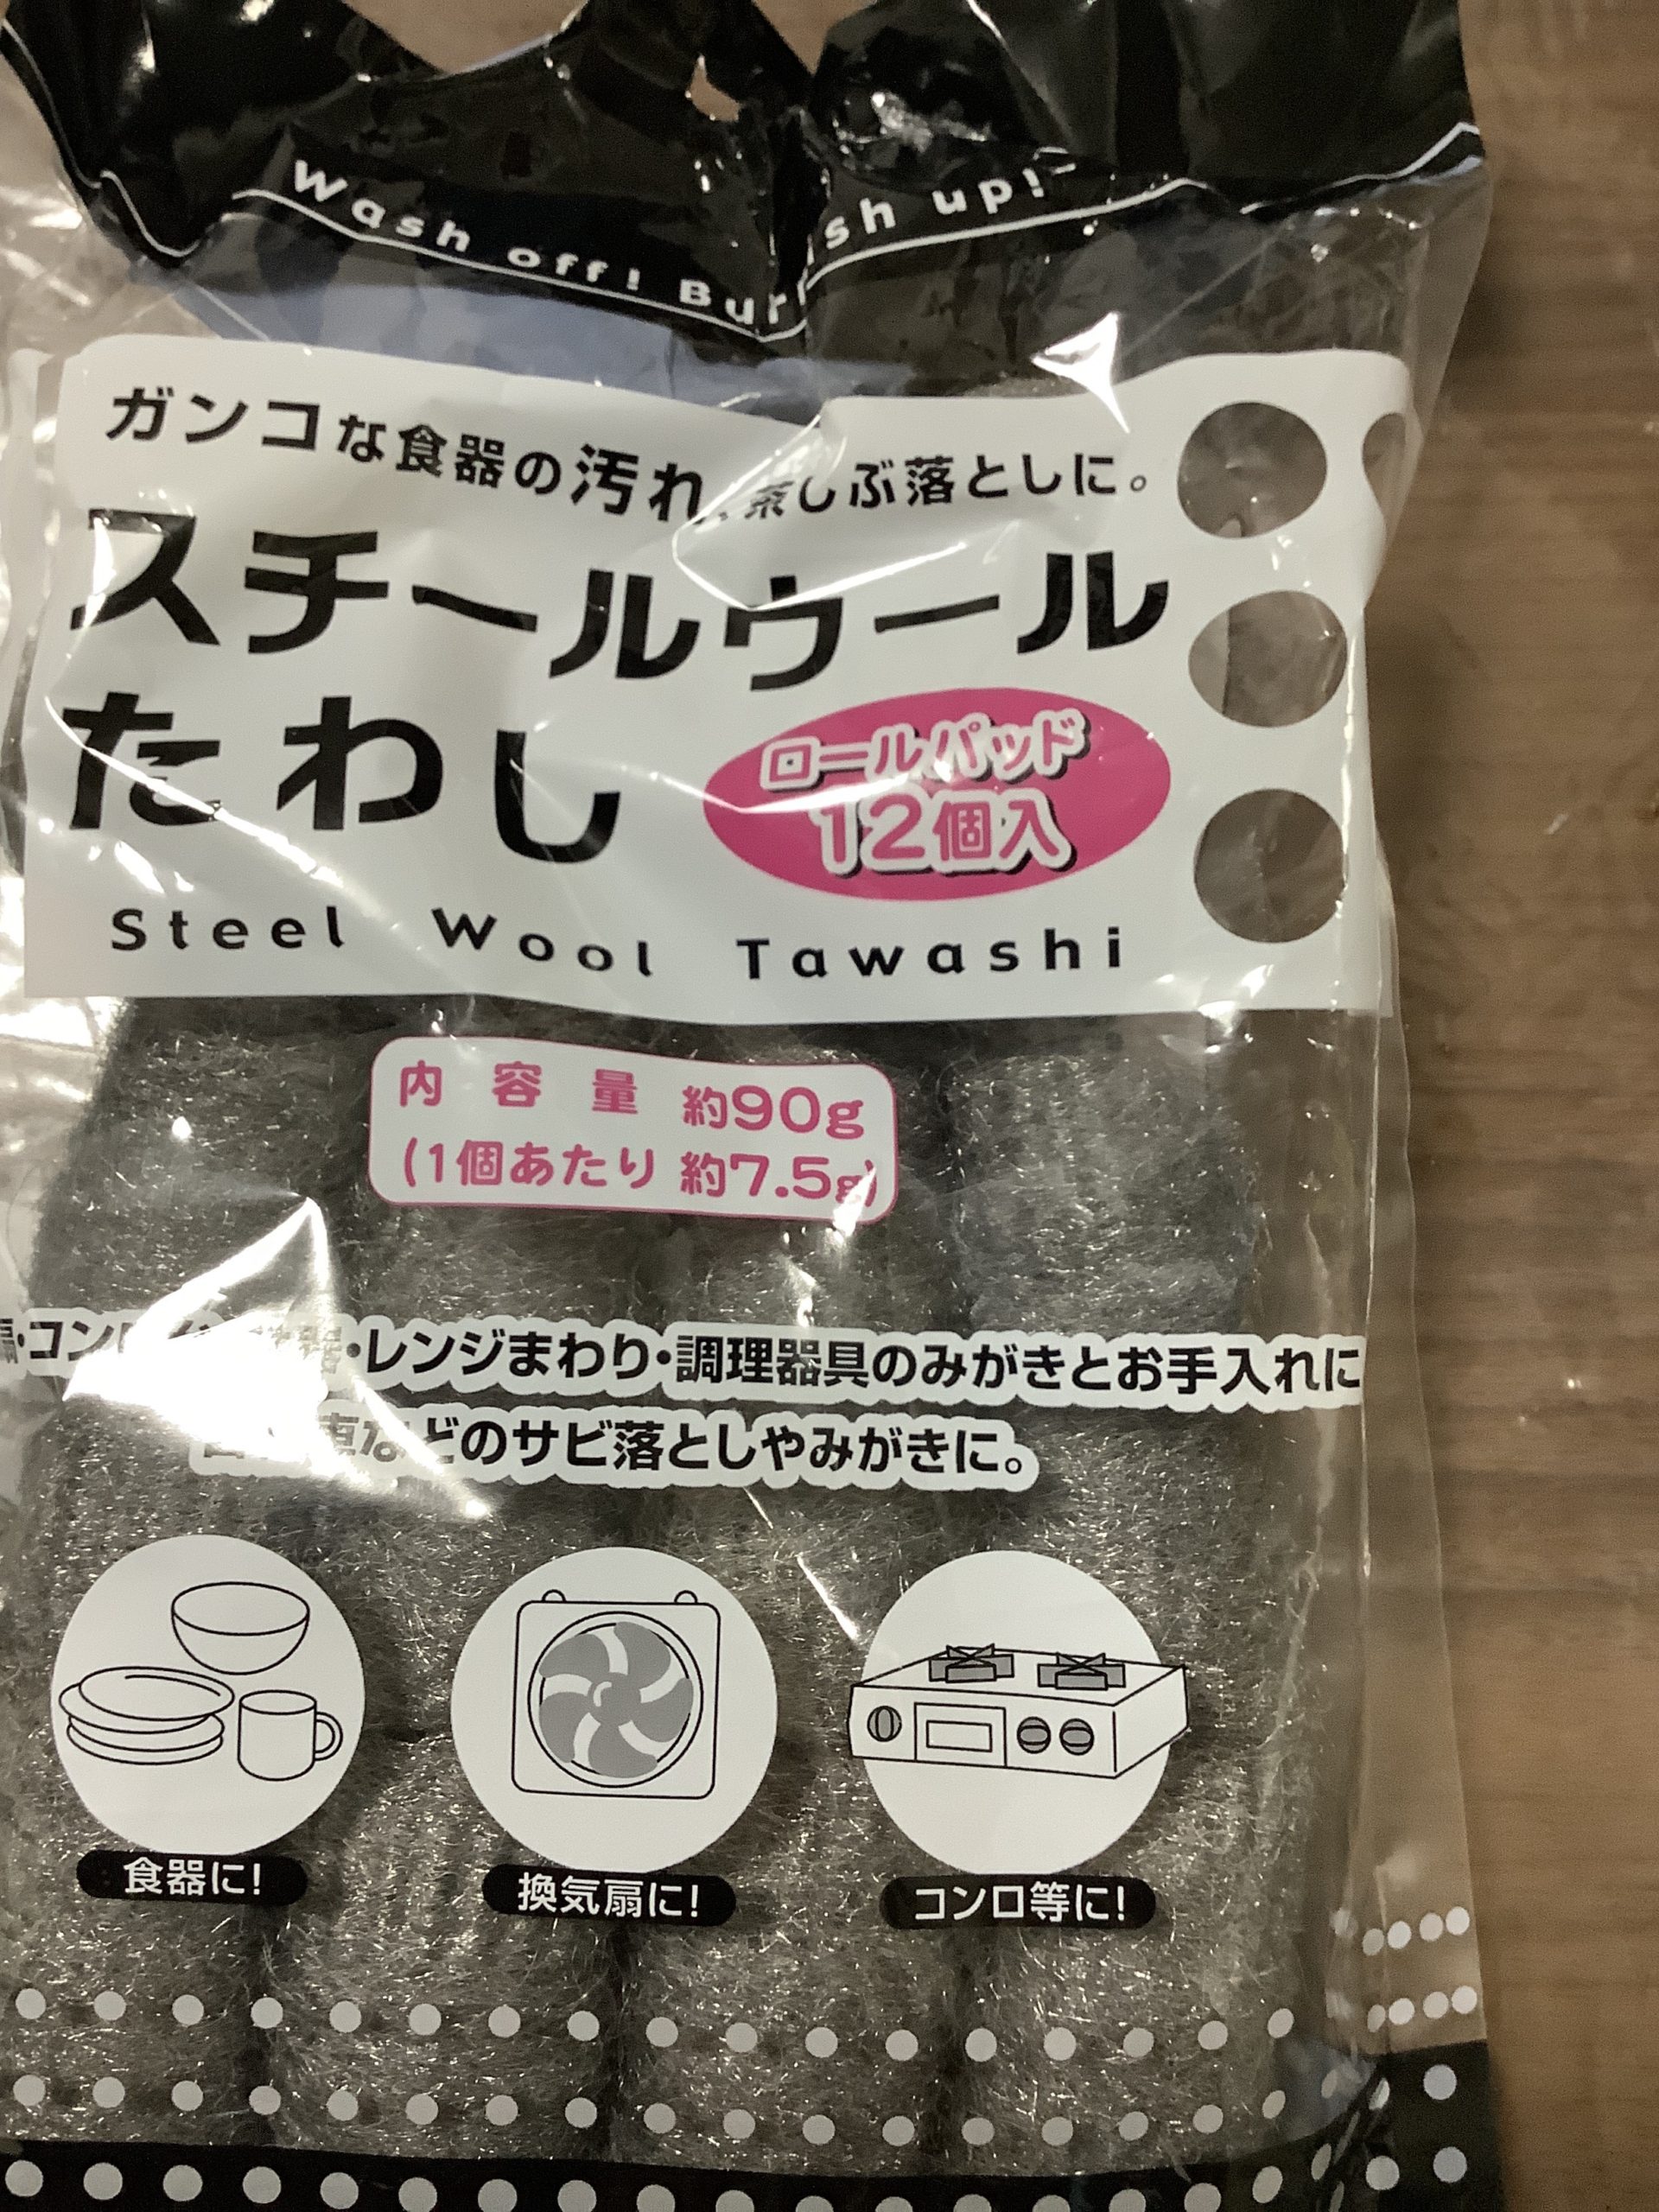 Wash off! Burnish up!
ガンコな食器の汚れ、茶しぶ落としに。
スチールウール
たわし
ロールパッド
12個入
Steel Wool Tawashi
内容量 約90g
(1個あたり 約7.5g)
・レンジまわり・調理器具のみがきとお手入れに
などのサビ落としやみがきに。
食器に!
換気扇に!
コンロ等に!